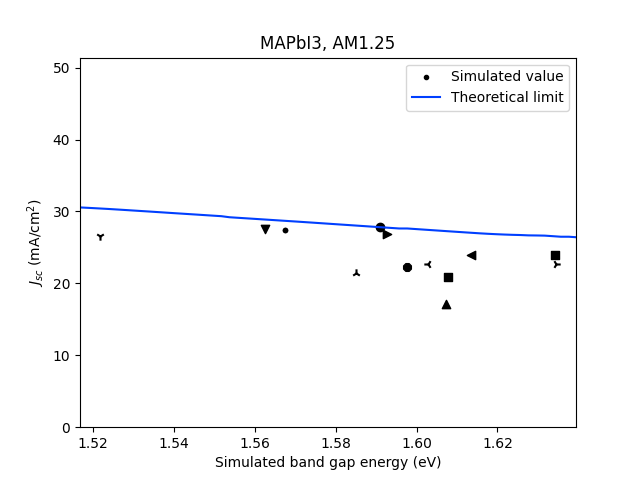 MAPbI3, AM1.25
Simulated value
Theoretical limit
50
40
30
20
10
0
J_sc (mA/cm²)
1.52 1.54 1.56 1.58 1.60 1.62
Simulated band gap energy (eV)